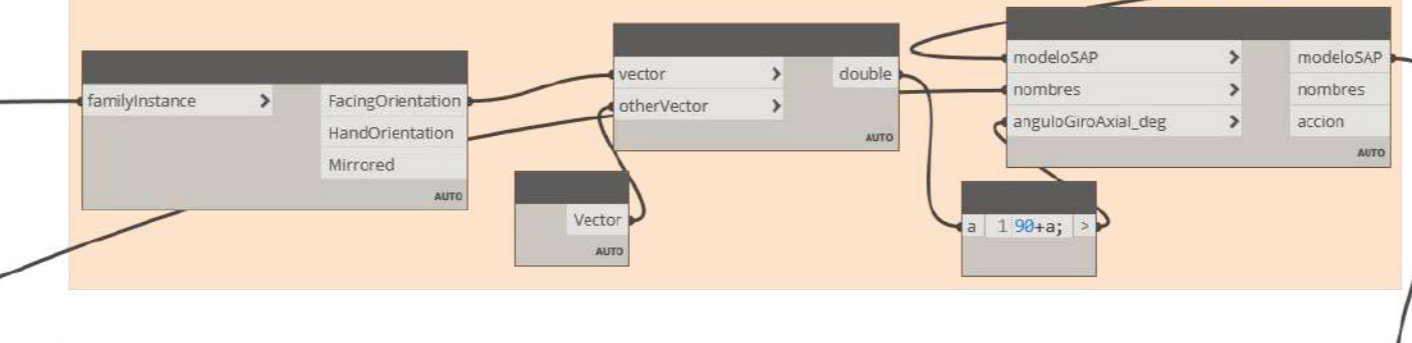 familyInstance >
FacingOrientation
HandOrientation
Mirrored
AUTO
vector >
otherVector >
double
AUTO
Vector
AUTO
modeloSAP >
nombres >
anguloGiroAxial_deg >
modeloSAP
nombres
accion
AUTO
a 1 90+a; >